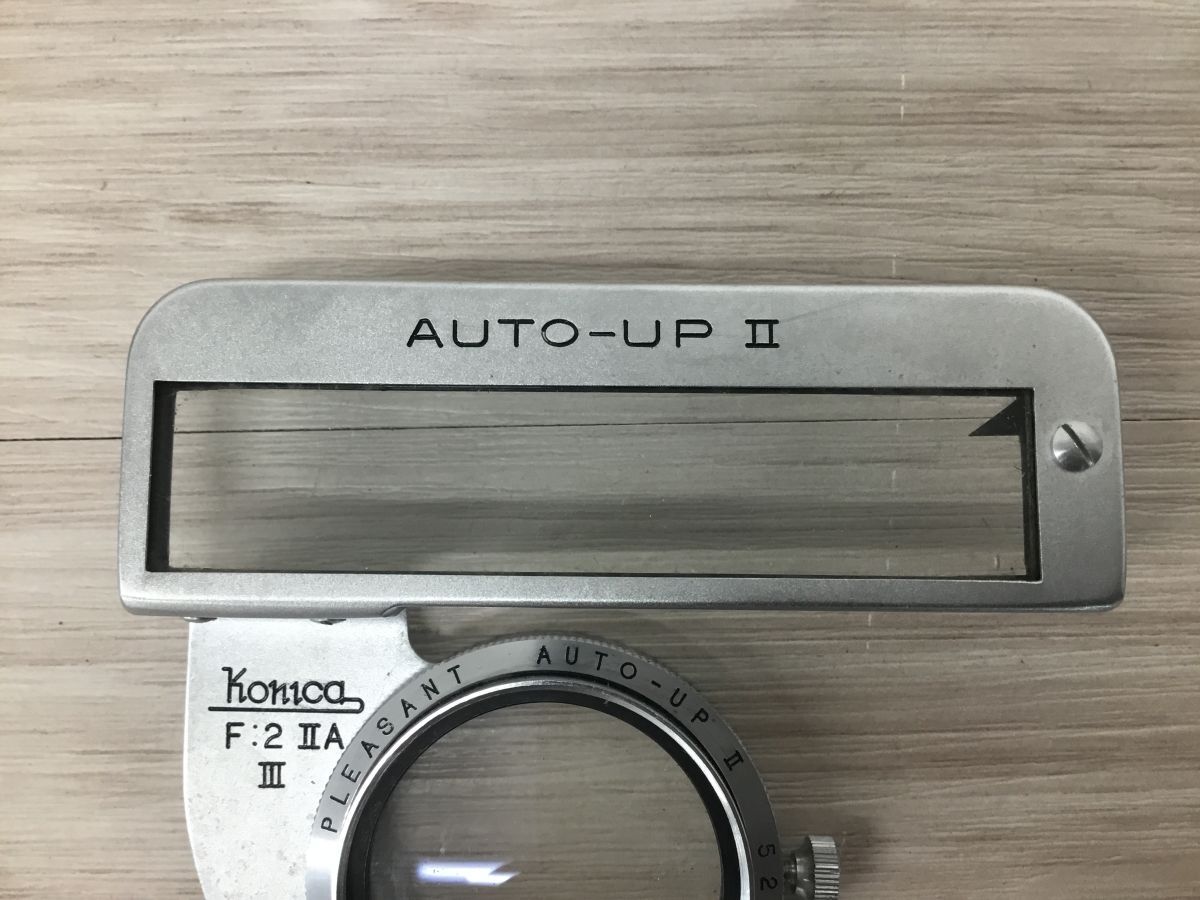 AUTO-UP II
Konica
F:2 IIA
III
PLEASANT AUTO-UP II
52